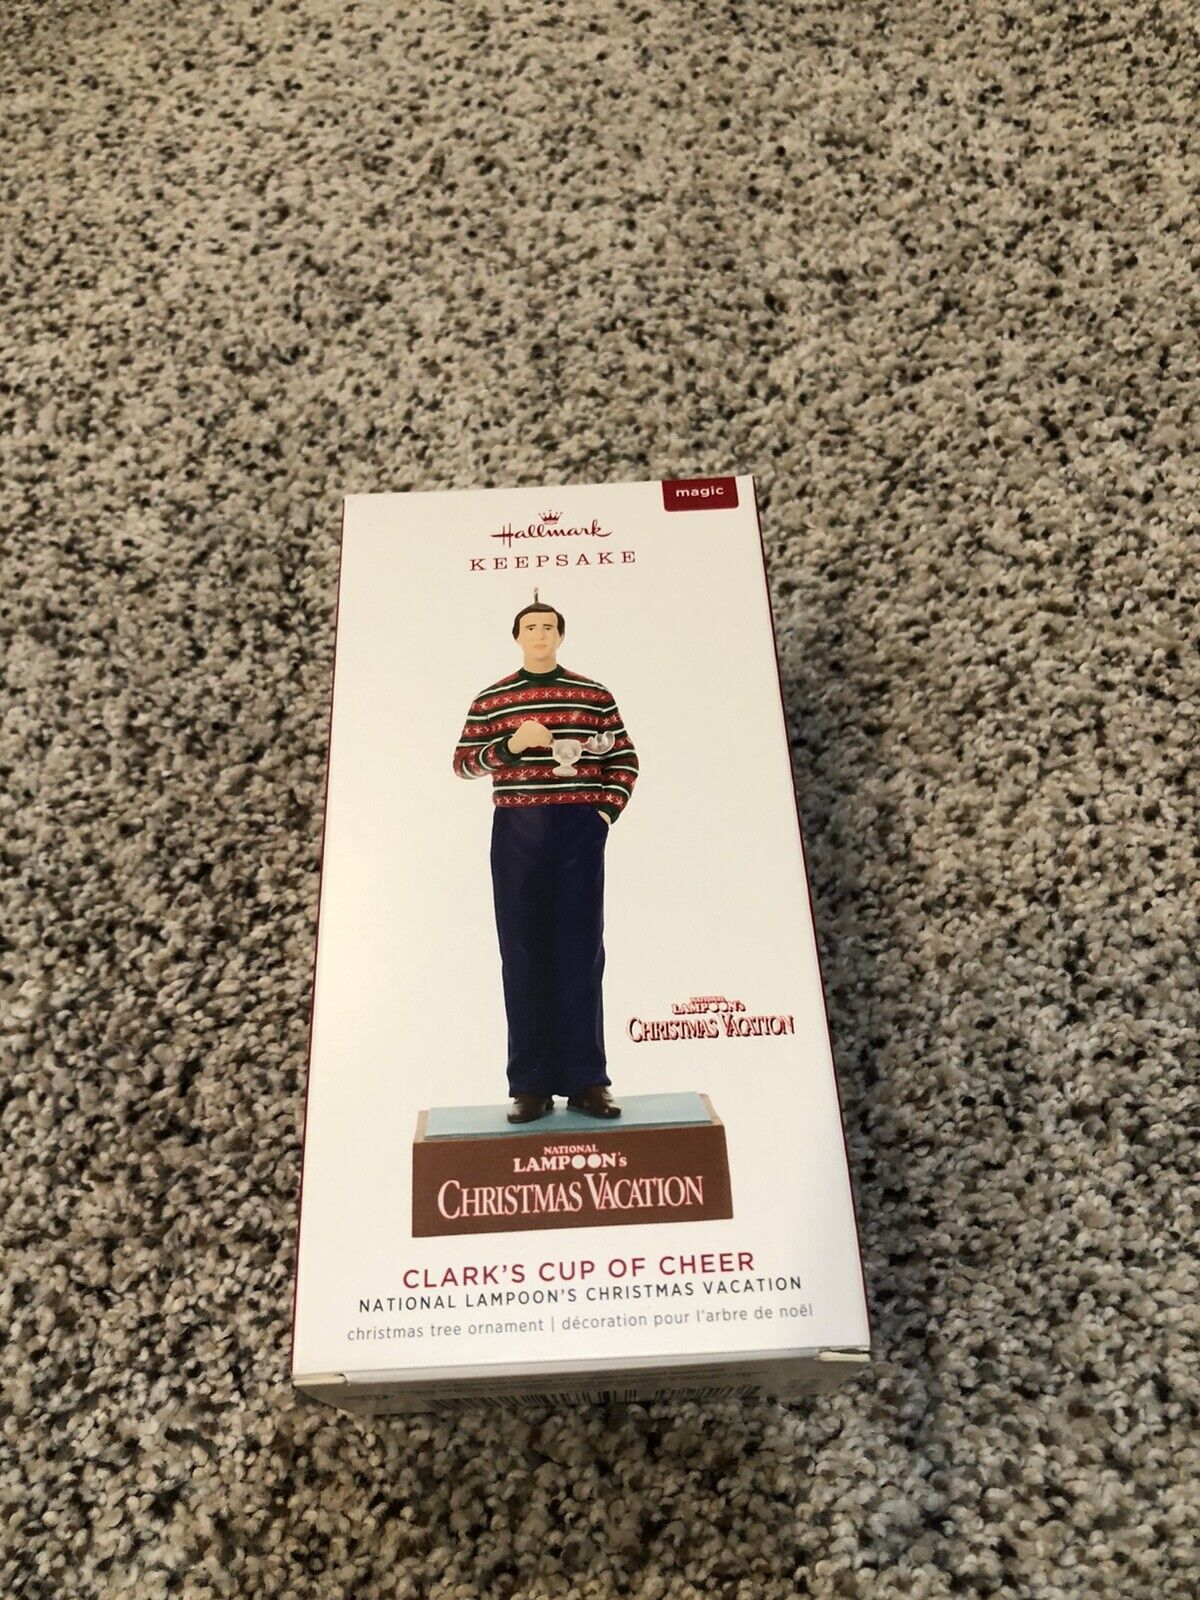 magic
Hallmark
KEEPSAKE
NATIONAL
LAMPOON'S
CHRISTMAS VACATION
NATIONAL
LAMPOON's
CHRISTMAS VACATION
CLARK'S CUP OF CHEER
NATIONAL LAMPOON'S CHRISTMAS VACATION
christmas tree ornament | décoration pour l'arbre de noël